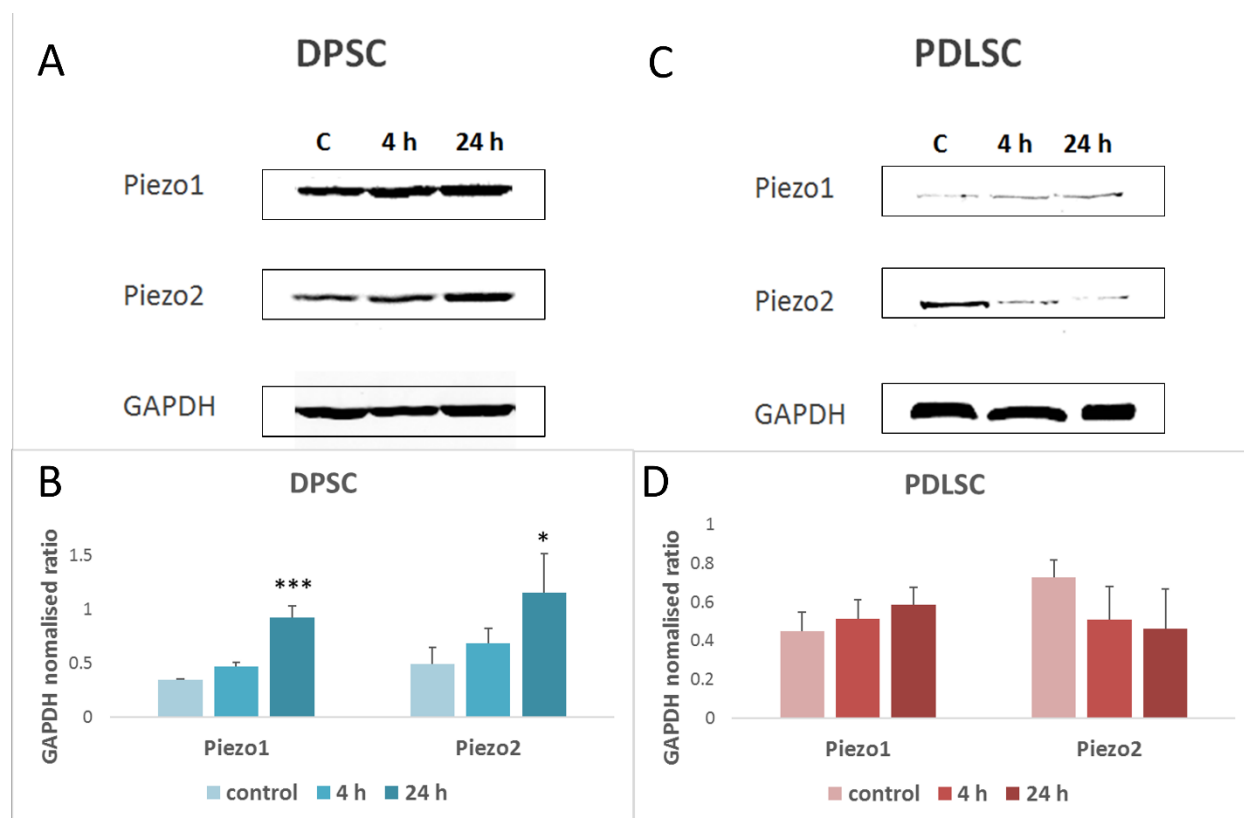 A
DPSC
C 4 h 24 h
Piezo1
Piezo2
GAPDH
C
PDLSC
C 4 h 24 h
Piezo1
Piezo2
GAPDH
B
DPSC
GAPDH nomalised ratio
1.5
1
0.5
0
***
*
Piezo1 Piezo2
control 4 h 24 h
D
PDLSC
GAPDH nomalised ratio
1
0.8
0.6
0.4
0.2
0
Piezo1 Piezo2
control 4 h 24 h